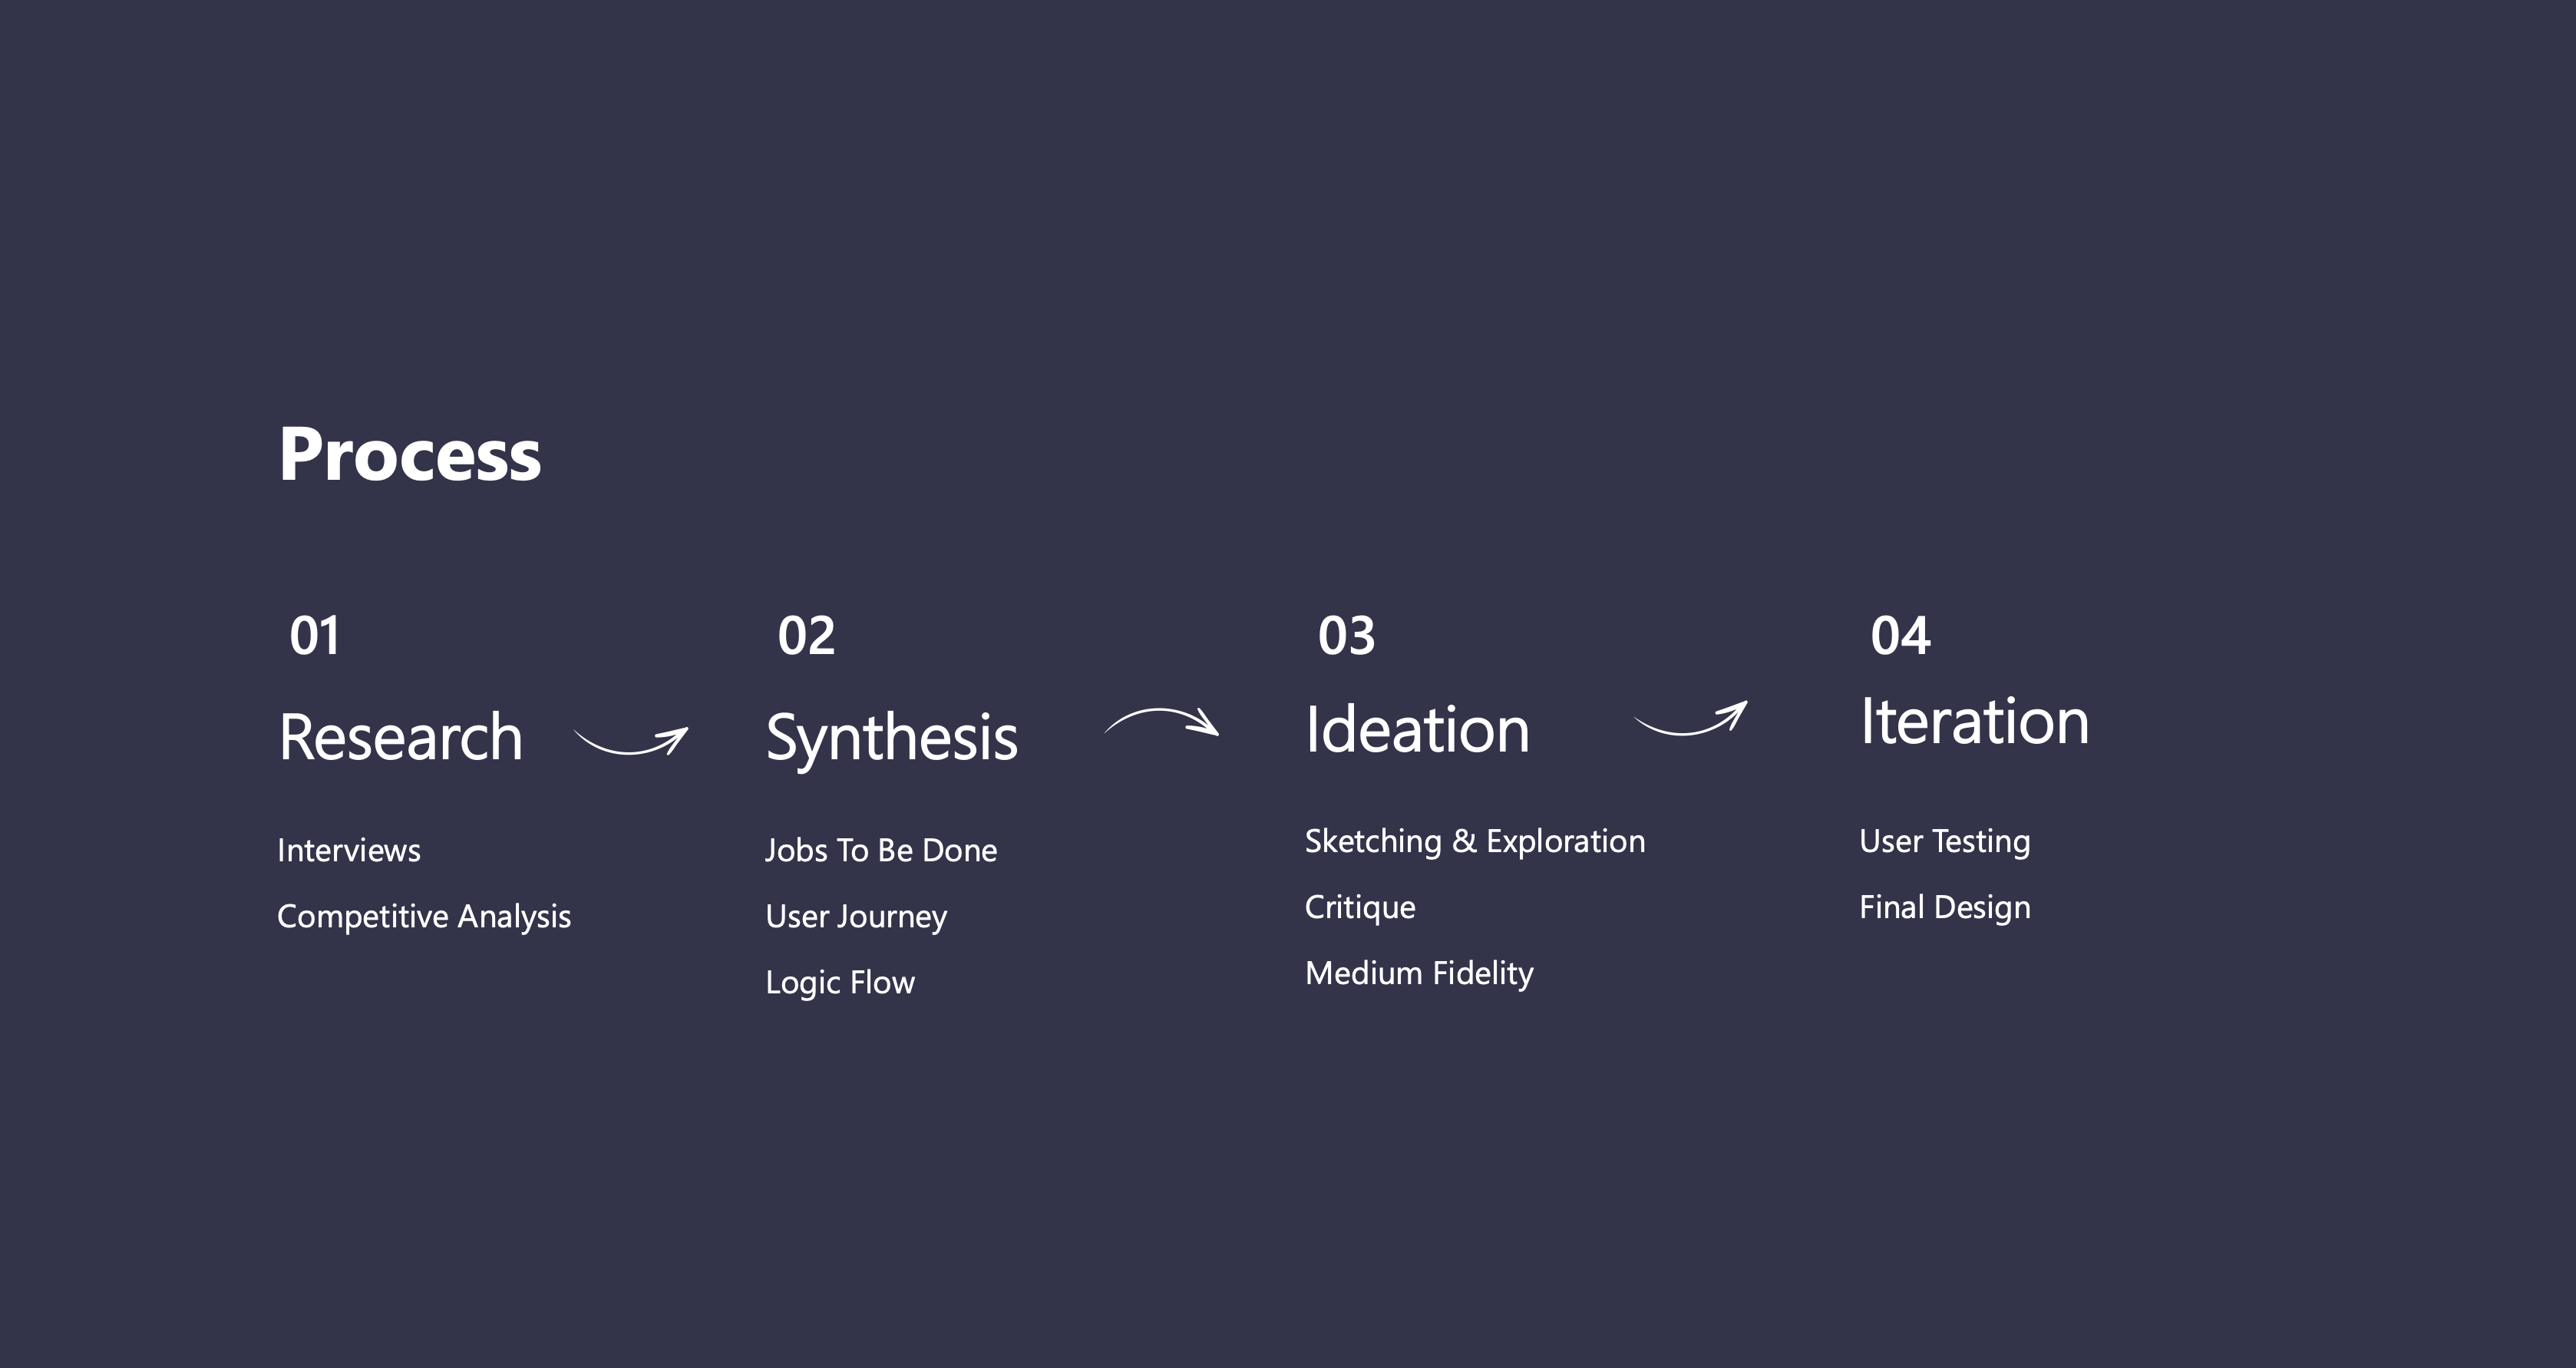 Process
01
Research
Interviews
Competitive Analysis
02
Synthesis
Jobs To Be Done
User Journey
Logic Flow
03
Ideation
Sketching & Exploration
Critique
Medium Fidelity
04
Iteration
User Testing
Final Design